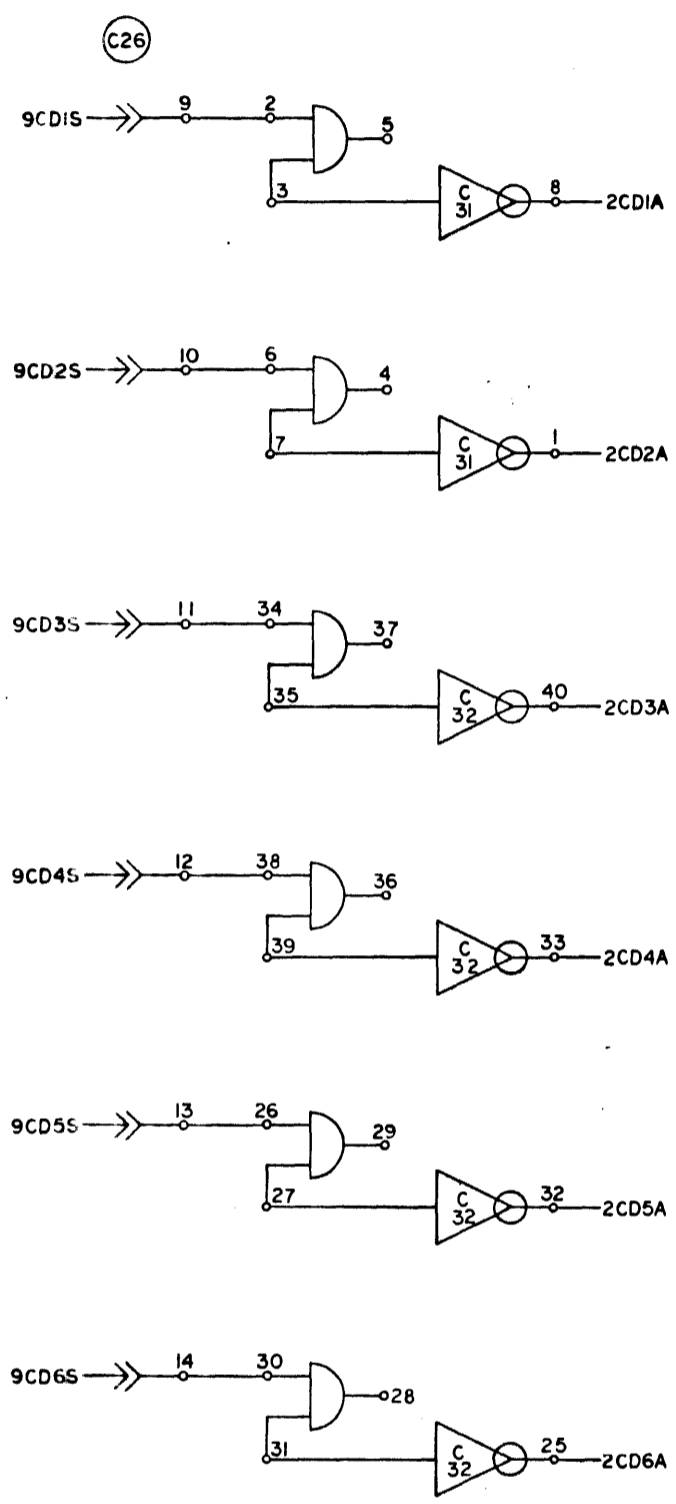 C26
9CD1S 9 2 5
3 C 31 8 2CD1A
9CD2S 10 6 4
7 C 31 1 2CD2A
9CD3S 11 34 37
35 C 32 40 2CD3A
9CD4S 12 38 36
39 C 32 33 2CD4A
9CD5S 13 26 29
27 C 32 32 2CD5A
9CD6S 14 30 28
31 C 32 25 2CD6A